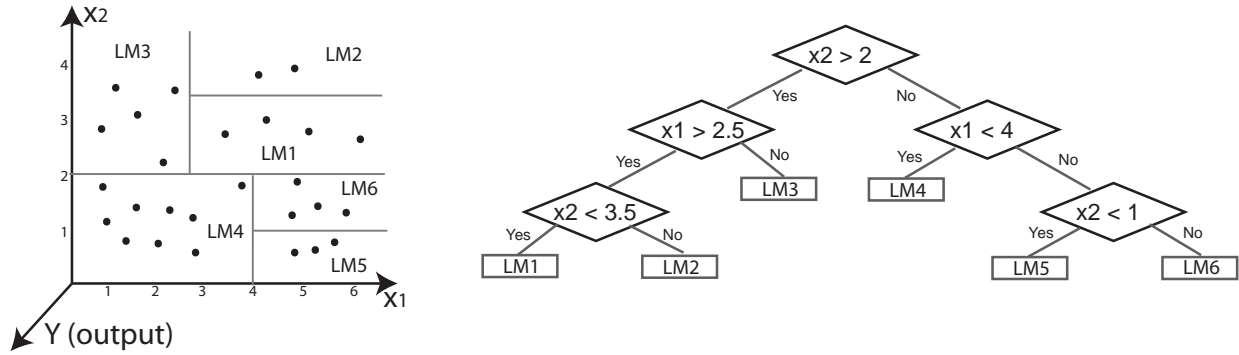 x2
LM3
LM2
4
3
LM1
2
LM6
LM4
1
LM5
1 2 3 4 5 6
x1
Y (output)
x2 > 2
Yes
No
x1 > 2.5
x1 < 4
Yes
No
Yes
No
LM3
LM4
x2 < 3.5
x2 < 1
Yes
No
Yes
No
LM1
LM2
LM5
LM6